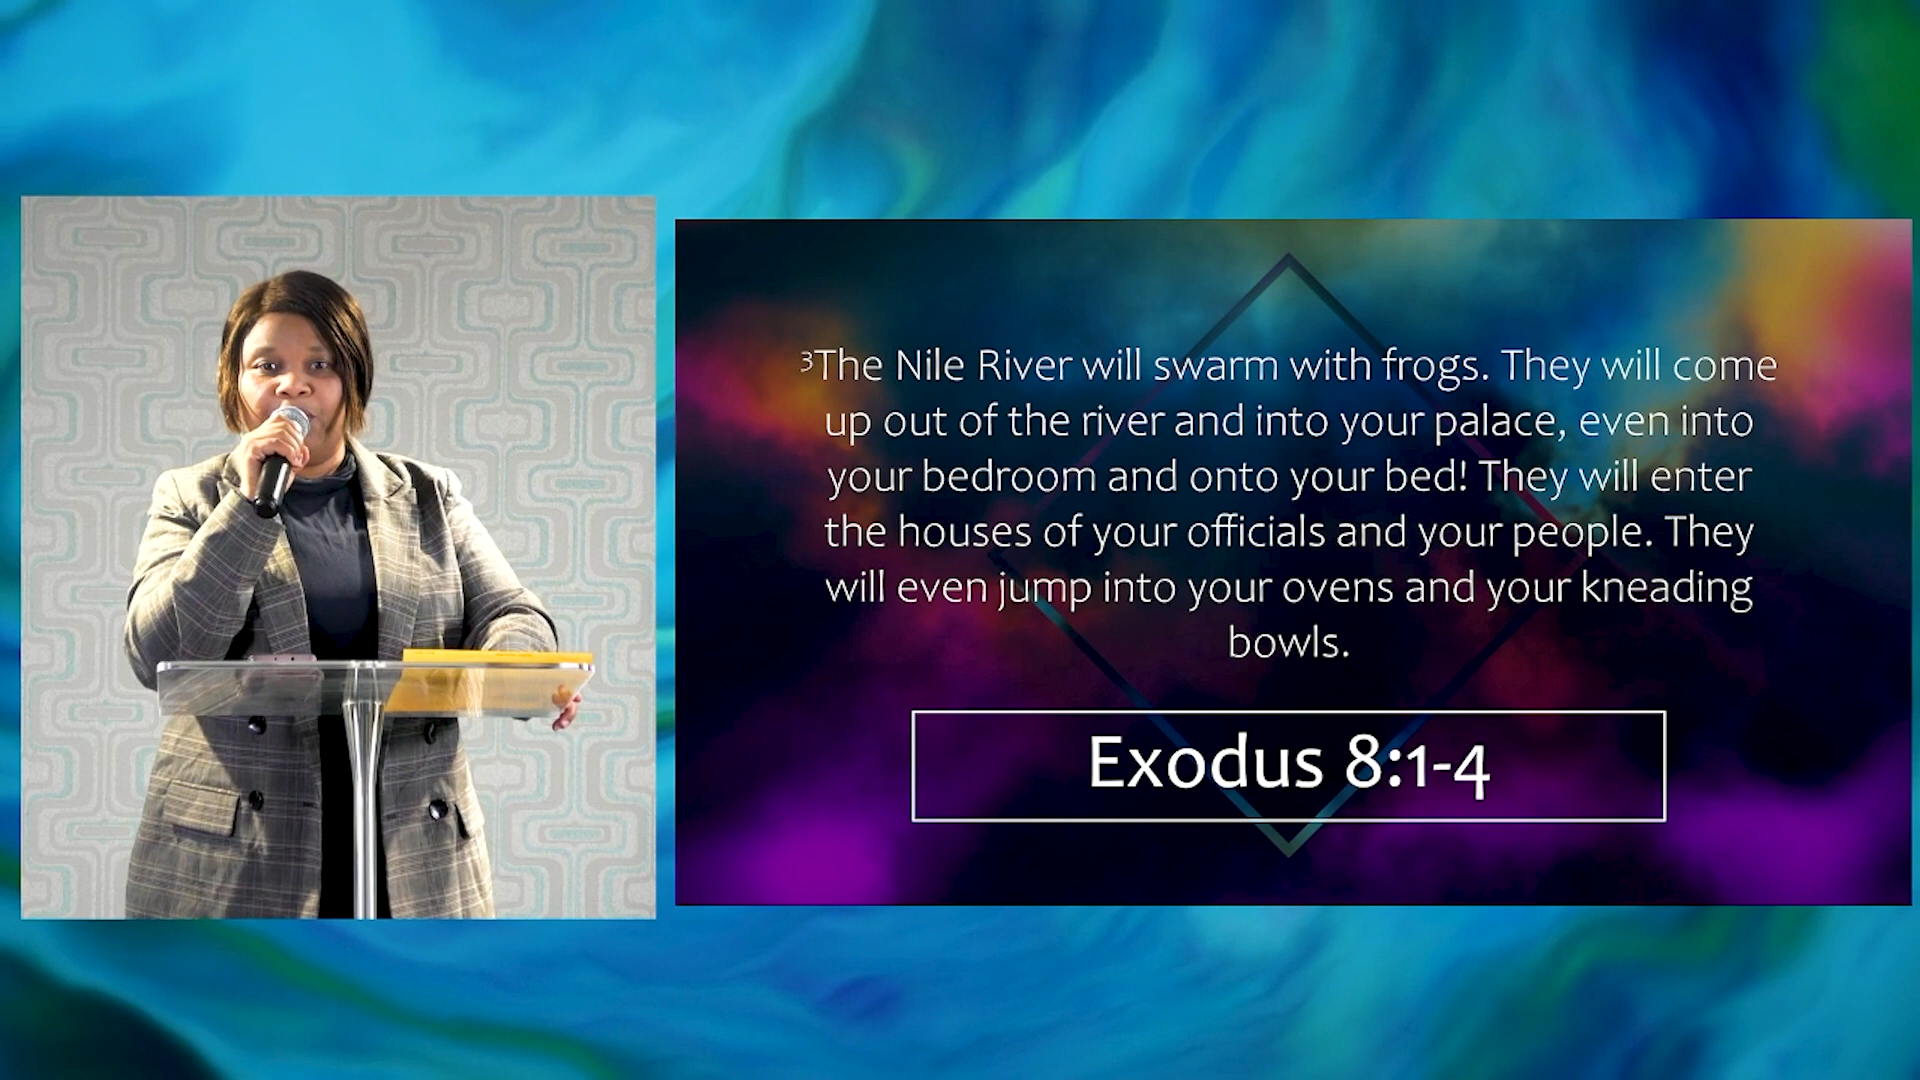 ³The Nile River will swarm with frogs. They will come
up out of the river and into your palace, even into
your bedroom and onto your bed! They will enter
the houses of your officials and your people. They
will even jump into your ovens and your kneading
bowls.
Exodus 8:1-4